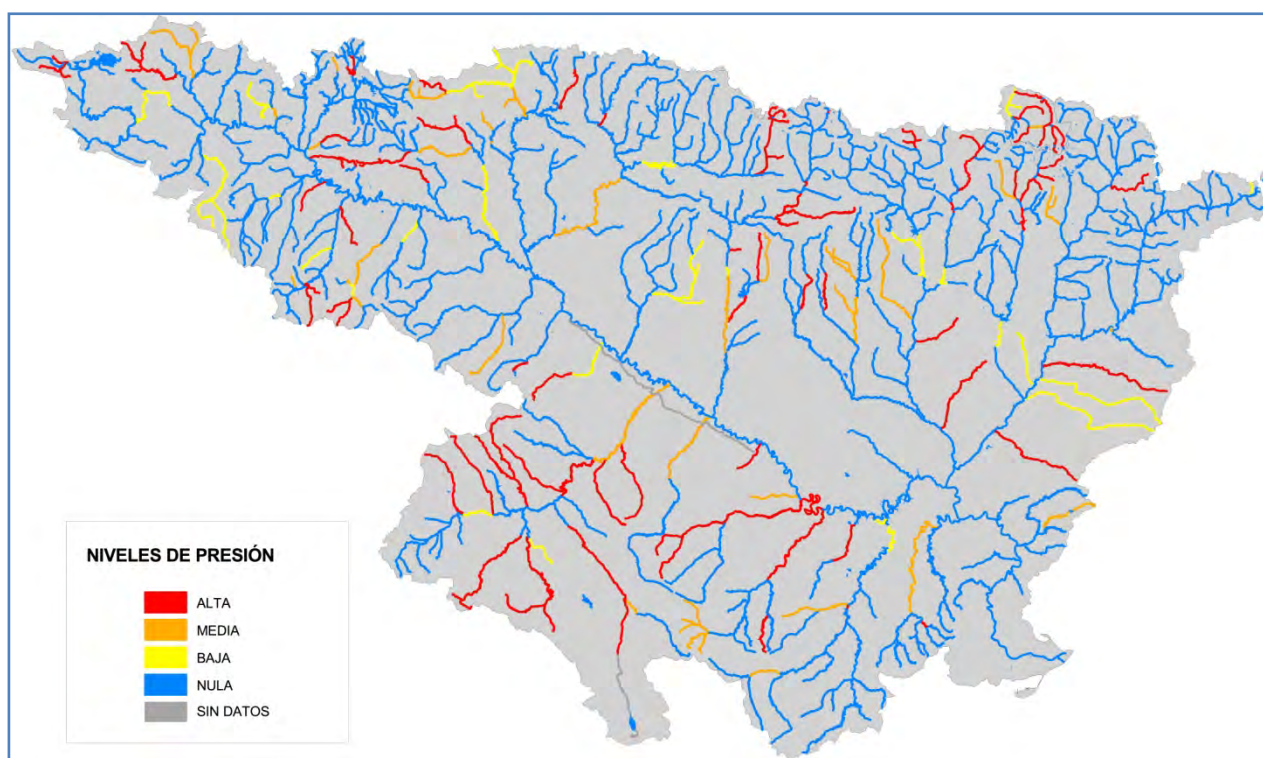 NIVELES DE PRESIÓN
ALTA
MEDIA
BAJA
NULA
SIN DATOS